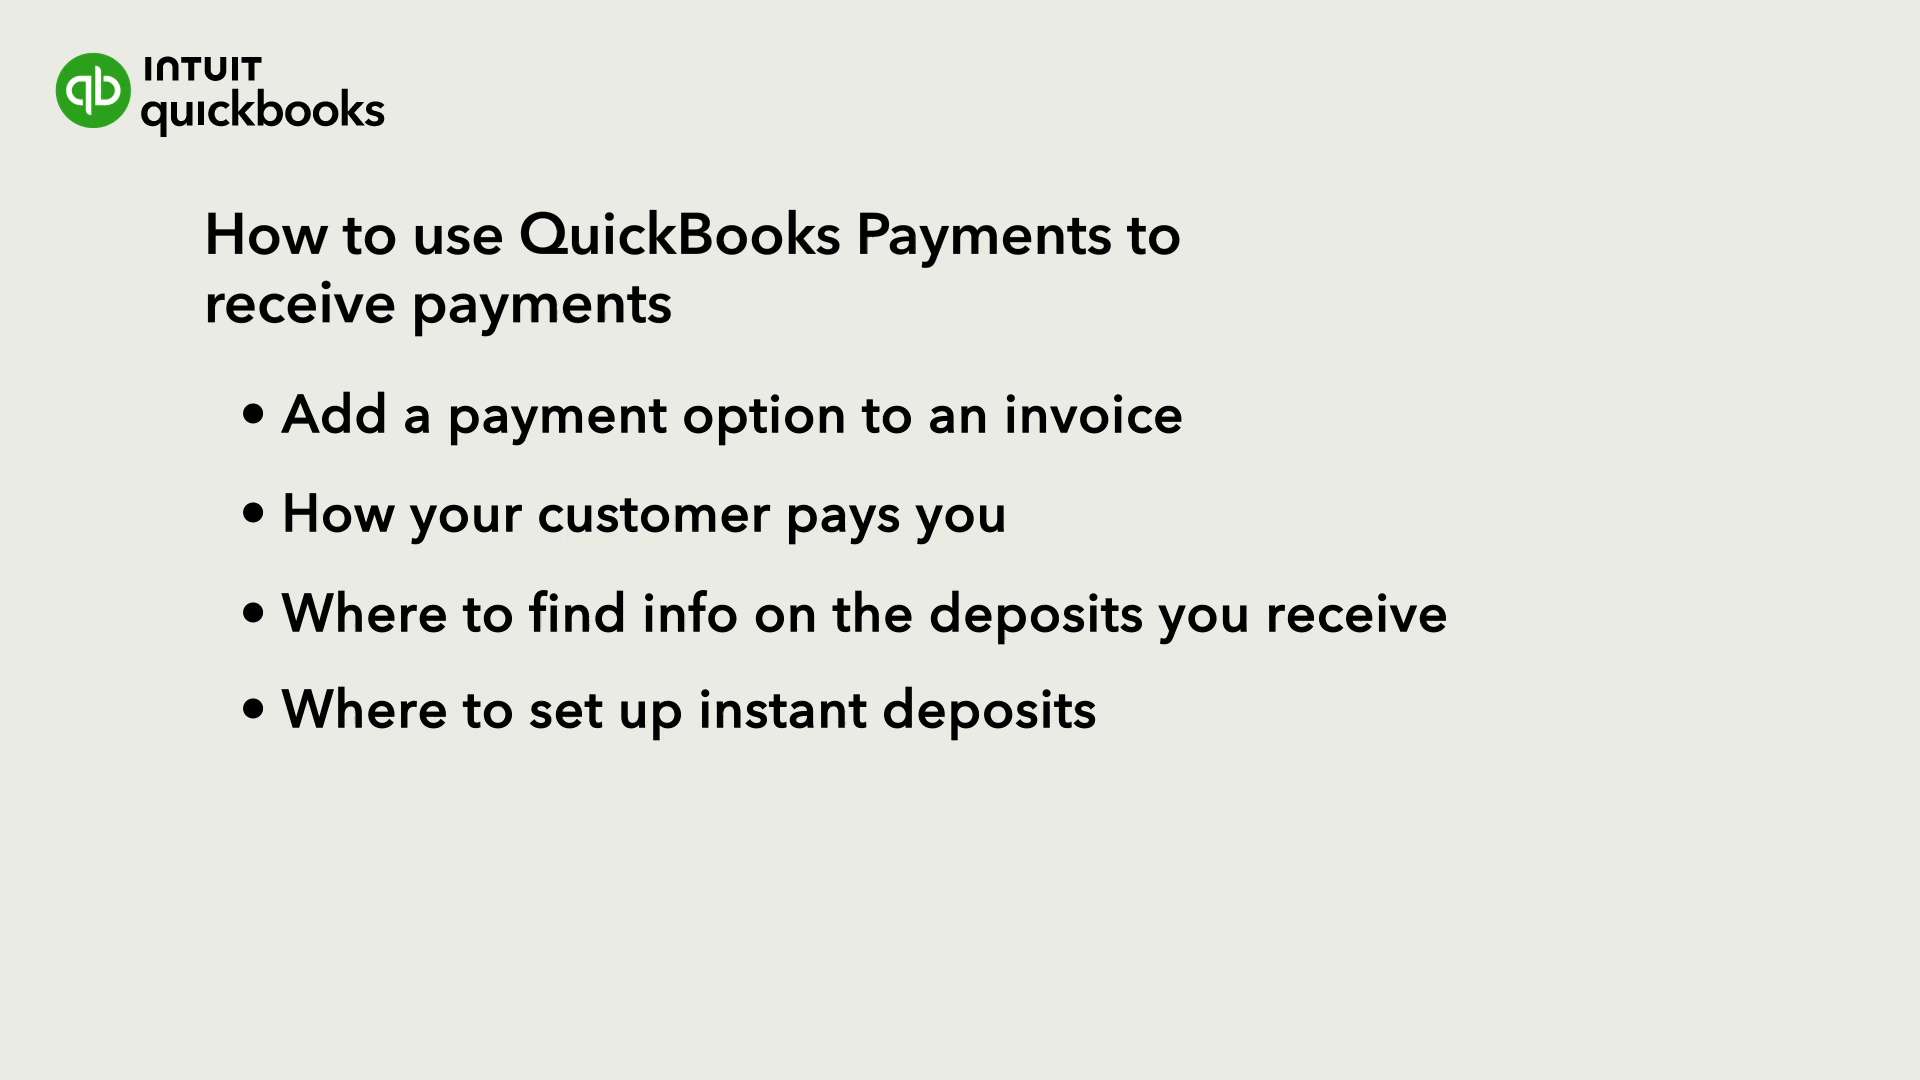 qb INTUIT
quickbooks
How to use QuickBooks Payments to
receive payments
• Add a payment option to an invoice
• How your customer pays you
• Where to find info on the deposits you receive
• Where to set up instant deposits